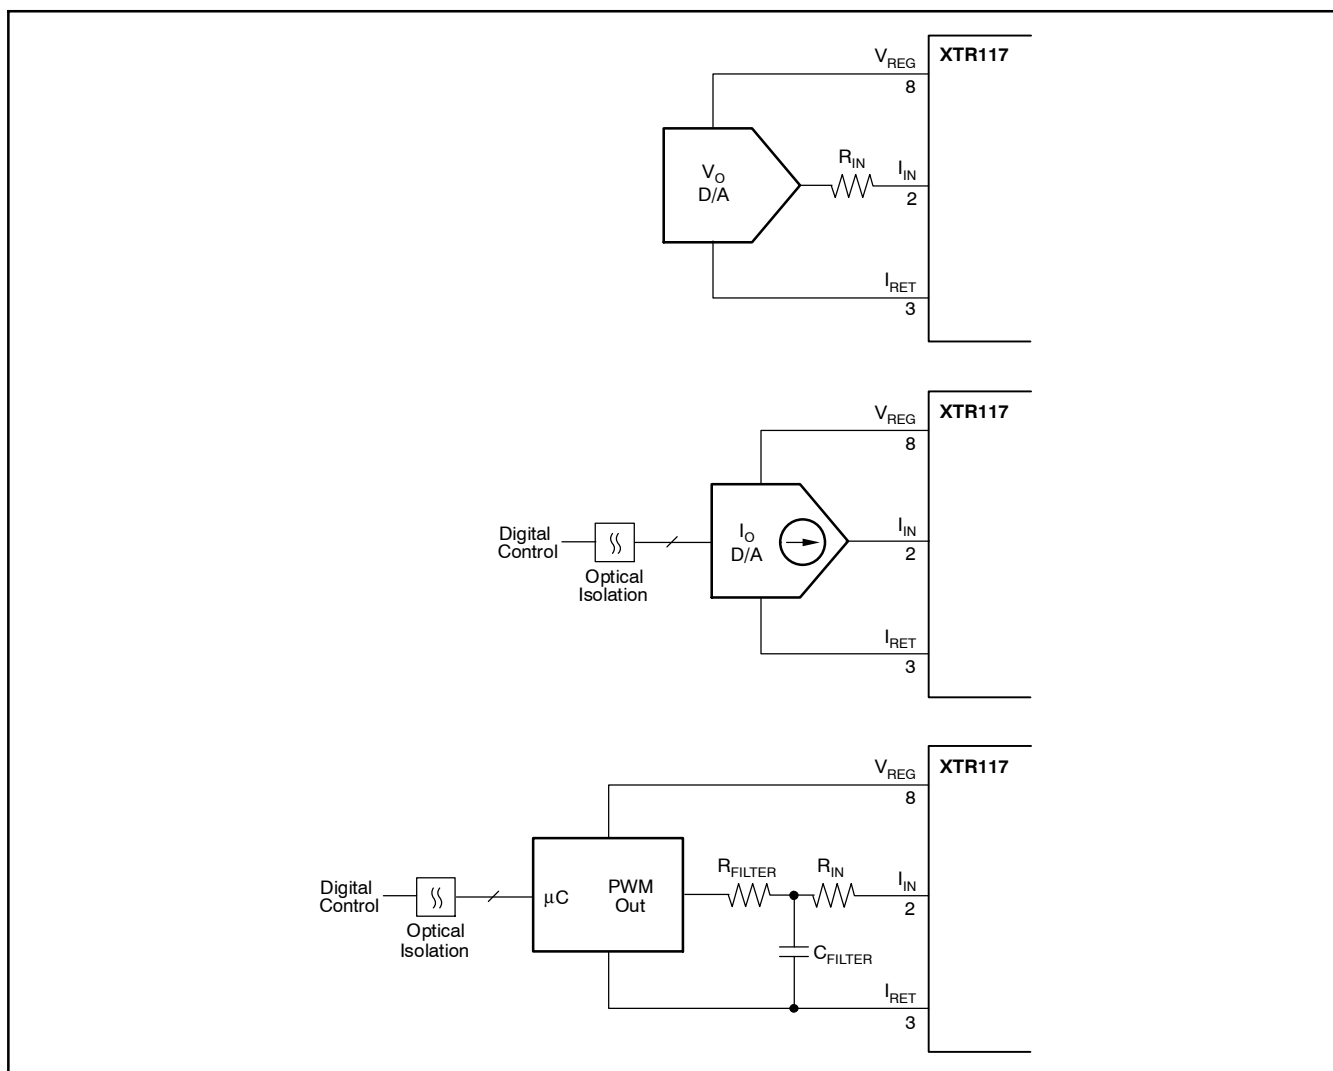 XTR117
V_REG
8
V_O
D/A
R_IN
I_IN
2
I_RET
3
XTR117
V_REG
8
Digital
Control
Optical
Isolation
I_O
D/A
I_IN
2
I_RET
3
XTR117
V_REG
8
Digital
Control
Optical
Isolation
μC
PWM
Out
R_FILTER
R_IN
I_IN
2
C_FILTER
I_RET
3